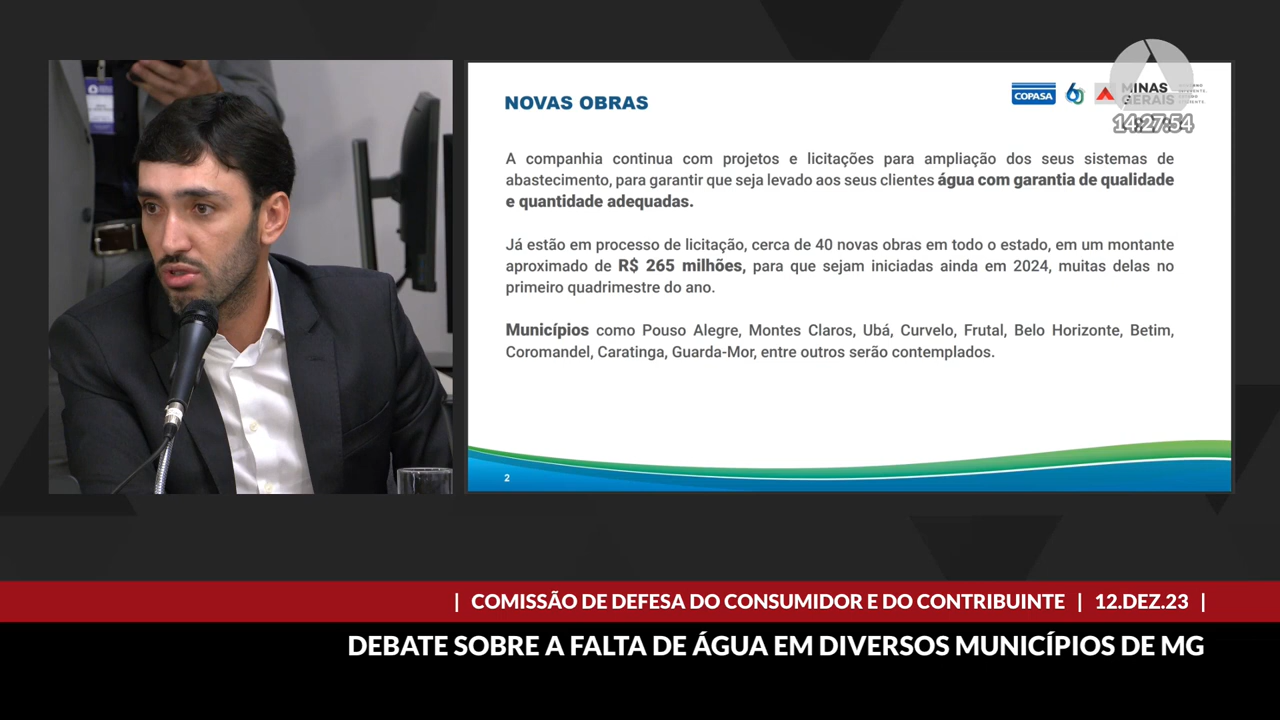 NOVAS OBRAS
COPASA
MINAS
GERAIS
14:27:54
A companhia continua com projetos e licitações para ampliação dos seus sistemas de
abastecimento, para garantir que seja levado aos seus clientes água com garantia de qualidade
e quantidade adequadas.
Já estão em processo de licitação, cerca de 40 novas obras em todo o estado, em um montante
aproximado de R$ 265 milhões, para que sejam iniciadas ainda em 2024, muitas delas no
primeiro quadrimestre do ano.
Municípios como Pouso Alegre, Montes Claros, Ubá, Curvelo, Frutal, Belo Horizonte, Betim,
Coromandel, Caratinga, Guarda-Mor, entre outros serão contemplados.
2
| COMISSÃO DE DEFESA DO CONSUMIDOR E DO CONTRIBUINTE | 12.DEZ.23 |
DEBATE SOBRE A FALTA DE ÁGUA EM DIVERSOS MUNICÍPIOS DE MG